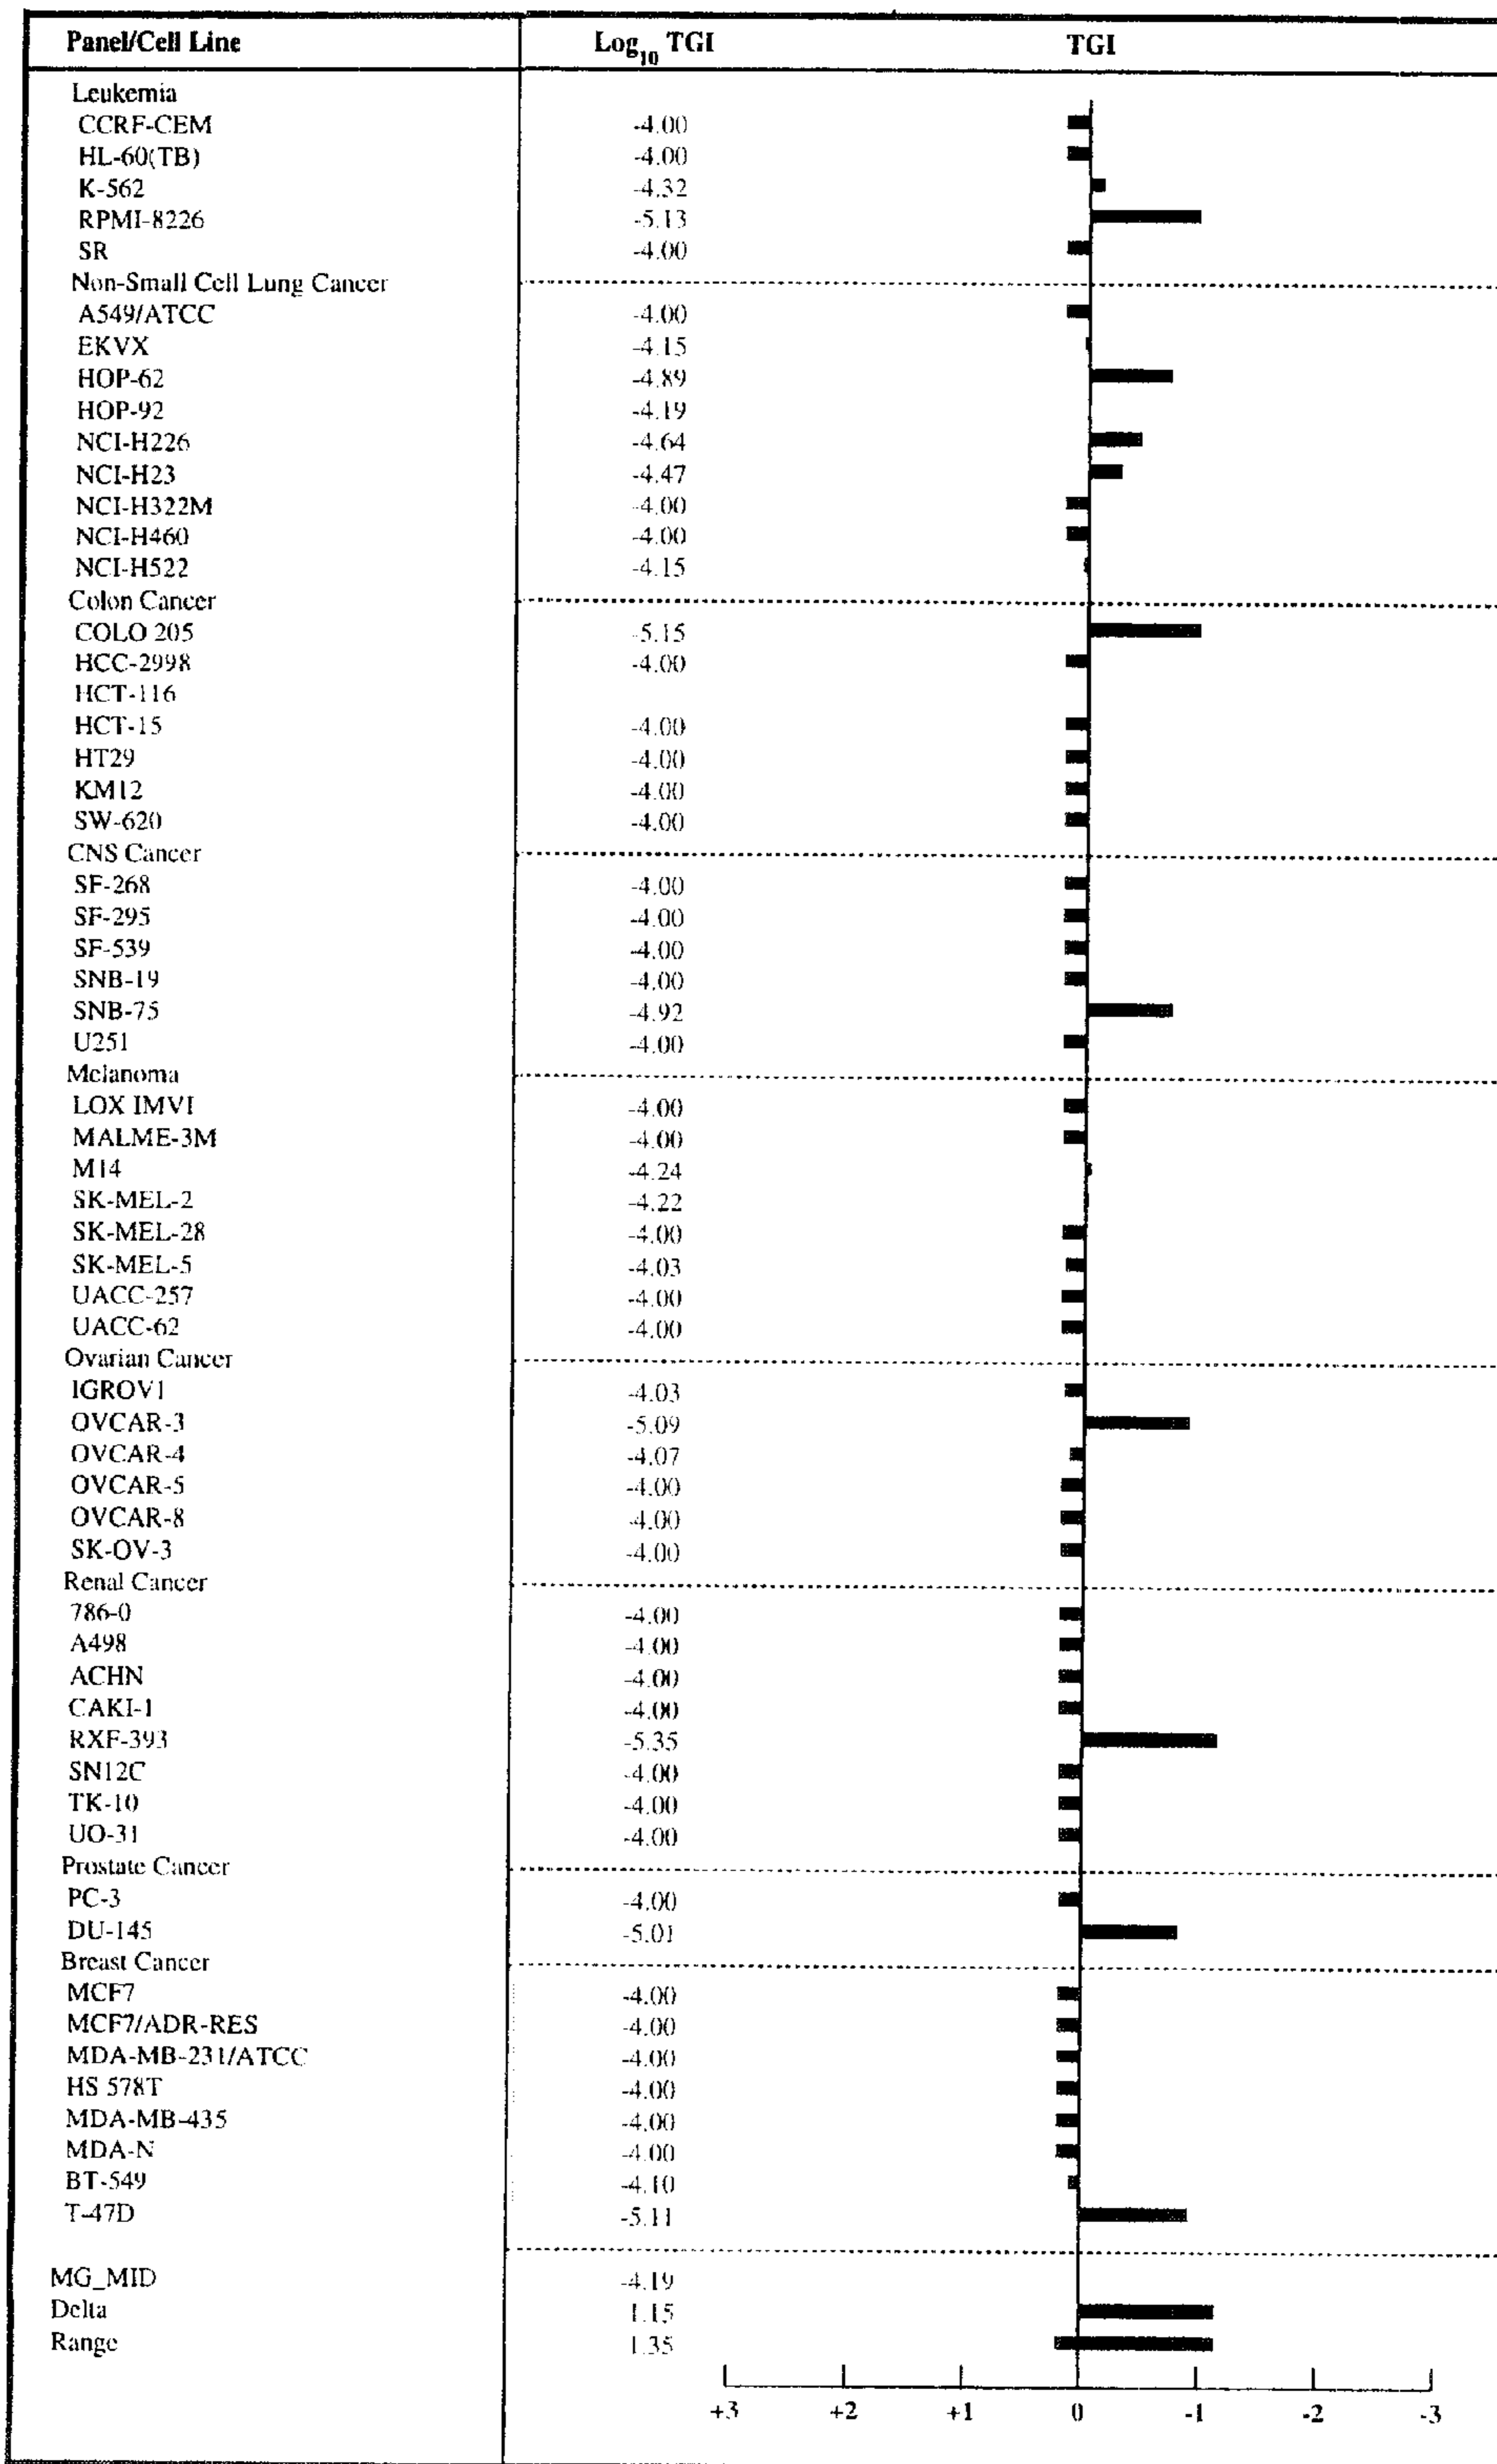 Panel/Cell Line Log10 TGI TGI
Leukemia
CCRF-CEM -4.00
HL-60(TB) -4.00
K-562 -4.32
RPMI-8226 -5.13
SR -4.00
Non-Small Cell Lung Cancer
A549/ATCC -4.00
EKVX -4.15
HOP-62 -4.89
HOP-92 -4.19
NCI-H226 -4.64
NCI-H23 -4.47
NCI-H322M -4.00
NCI-H460 -4.00
NCI-H522 -4.15
Colon Cancer
COLO 205 -5.15
HCC-2998 -4.00
HCT-116
HCT-15 -4.00
HT29 -4.00
KM12 -4.00
SW-620 -4.00
CNS Cancer
SF-268 -4.00
SF-295 -4.00
SF-539 -4.00
SNB-19 -4.00
SNB-75 -4.92
U251 -4.00
Melanoma
LOX IMVI -4.00
MALME-3M -4.00
M14 -4.24
SK-MEL-2 -4.22
SK-MEL-28 -4.00
SK-MEL-5 -4.03
UACC-257 -4.00
UACC-62 -4.00
Ovarian Cancer
IGROV1 -4.03
OVCAR-3 -5.09
OVCAR-4 -4.07
OVCAR-5 -4.00
OVCAR-8 -4.00
SK-OV-3 -4.00
Renal Cancer
786-0 -4.00
A498 -4.00
ACHN -4.00
CAKI-1 -4.00
RXF-393 -5.35
SN12C -4.00
TK-10 -4.00
UO-31 -4.00
Prostate Cancer
PC-3 -4.00
DU-145 -5.01
Breast Cancer
MCF7 -4.00
MCF7/ADR-RES -4.00
MDA-MB-231/ATCC -4.00
HS 578T -4.00
MDA-MB-435 -4.00
MDA-N -4.00
BT-549 -4.10
T-47D -5.11
MG_MID -4.19
Delta 1.15
Range 1.35
+3 +2 +1 0 -1 -2 -3